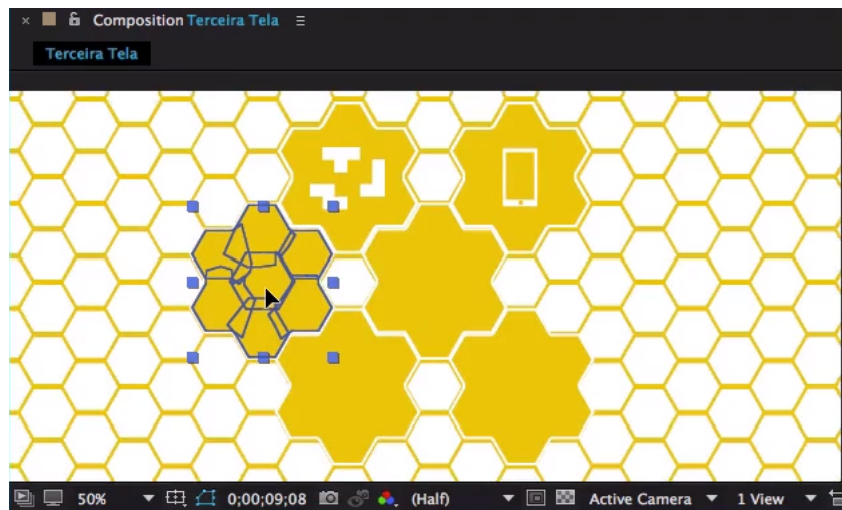 Composition Terceira Tela
Terceira Tela
50% 0;00;09;08 (Half) Active Camera 1 View